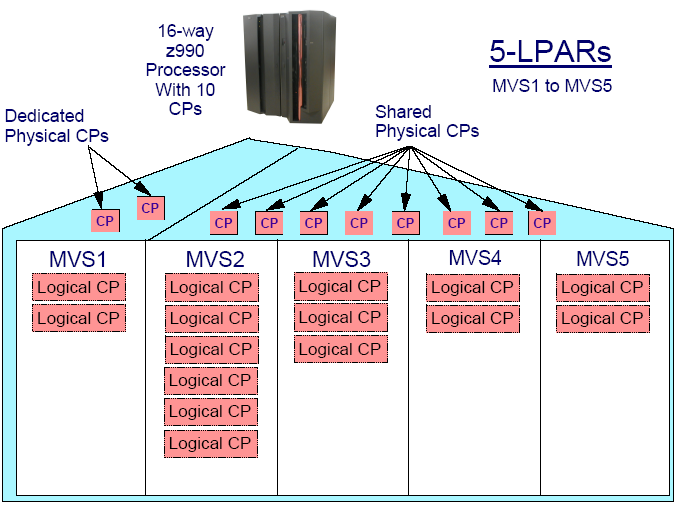 16-way
z990
Processor
With 10
CPs
5-LPARs
MVS1 to MVS5
Dedicated
Physical CPs
Shared
Physical CPs
CP
CP
CP
CP
CP
CP
CP
CP
CP
CP
MVS1
Logical CP
Logical CP
MVS2
Logical CP
Logical CP
Logical CP
Logical CP
Logical CP
Logical CP
MVS3
Logical CP
Logical CP
Logical CP
MVS4
Logical CP
Logical CP
MVS5
Logical CP
Logical CP